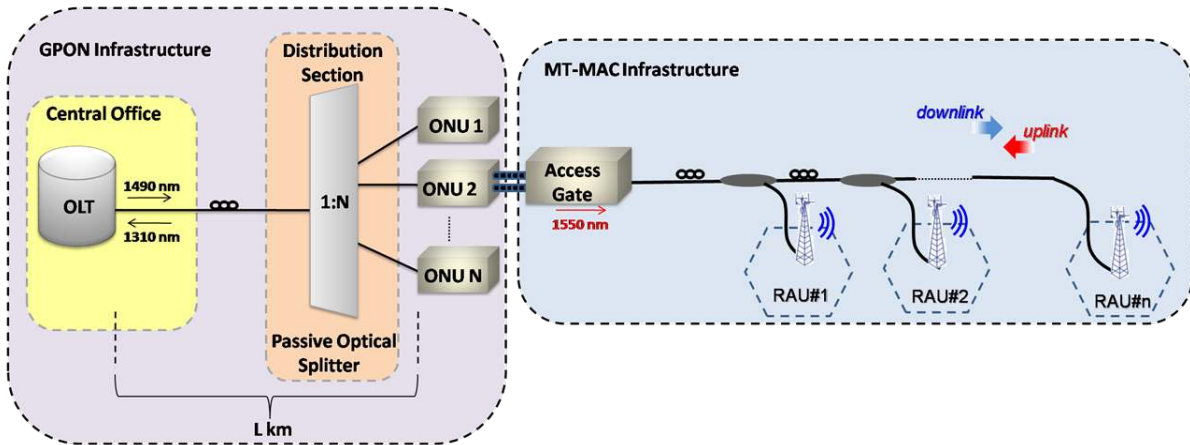 GPON Infrastructure
Central Office
OLT
1490 nm
1310 nm
Distribution
Section
1:N
Passive Optical
Splitter
ONU 1
ONU 2
ONU N
L km
MT-MAC Infrastructure
downlink
uplink
Access
Gate
1550 nm
RAU#1
RAU#2
RAU#n